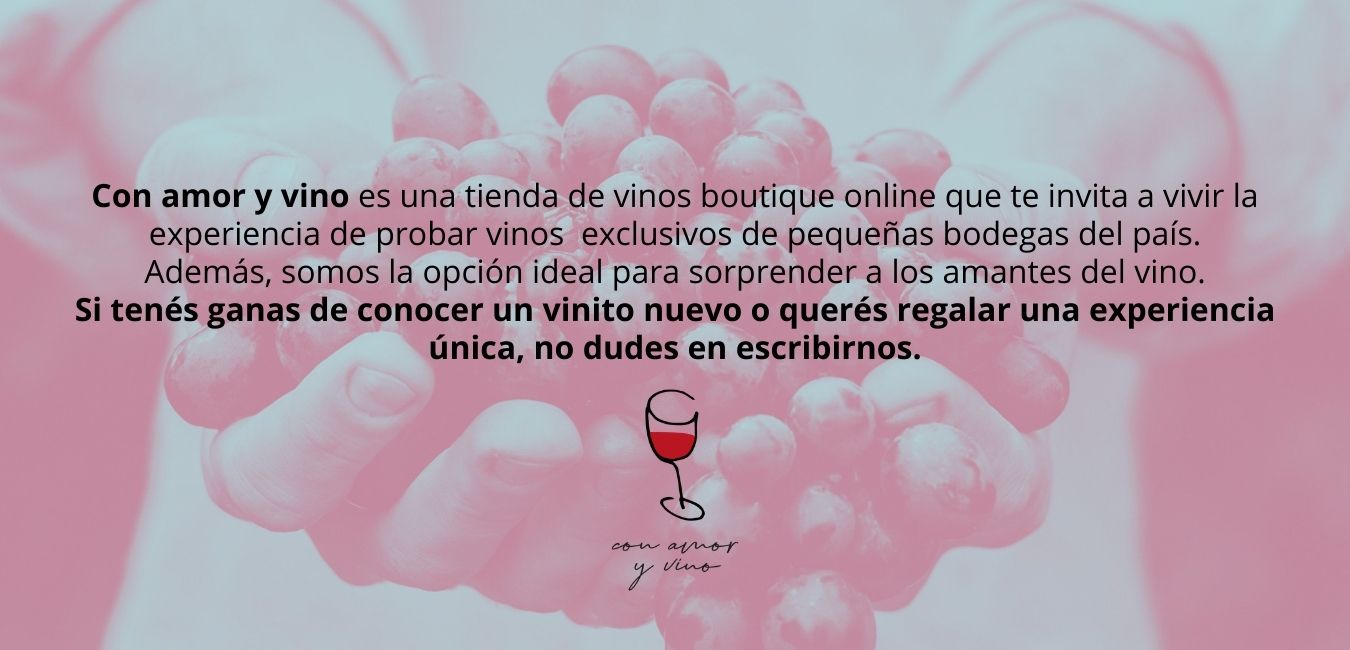 Con amor y vino es una tienda de vinos boutique online que te invita a vivir la
experiencia de probar vinos  exclusivos de pequeñas bodegas del país.
Además, somos la opción ideal para sorprender a los amantes del vino.
Si tenés ganas de conocer un vinito nuevo o querés regalar una experiencia
única, no dudes en escribirnos.
con amor
y vino